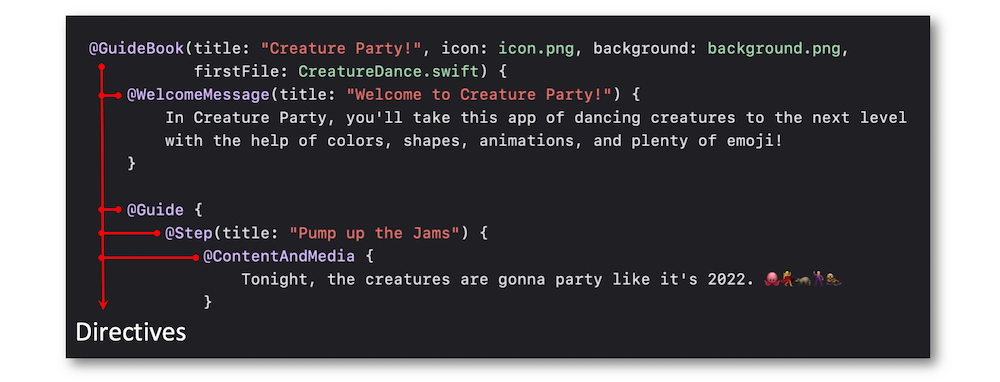 @GuideBook(title: "Creature Party!", icon: icon.png, background: background.png,
firstFile: CreatureDance.swift) {
@WelcomeMessage(title: "Welcome to Creature Party!") {
In Creature Party, you'll take this app of dancing creatures to the next level
with the help of colors, shapes, animations, and plenty of emoji!
}
@Guide {
@Step(title: "Pump up the Jams") {
@ContentAndMedia {
Tonight, the creatures are gonna party like it's 2022.
}
Directives